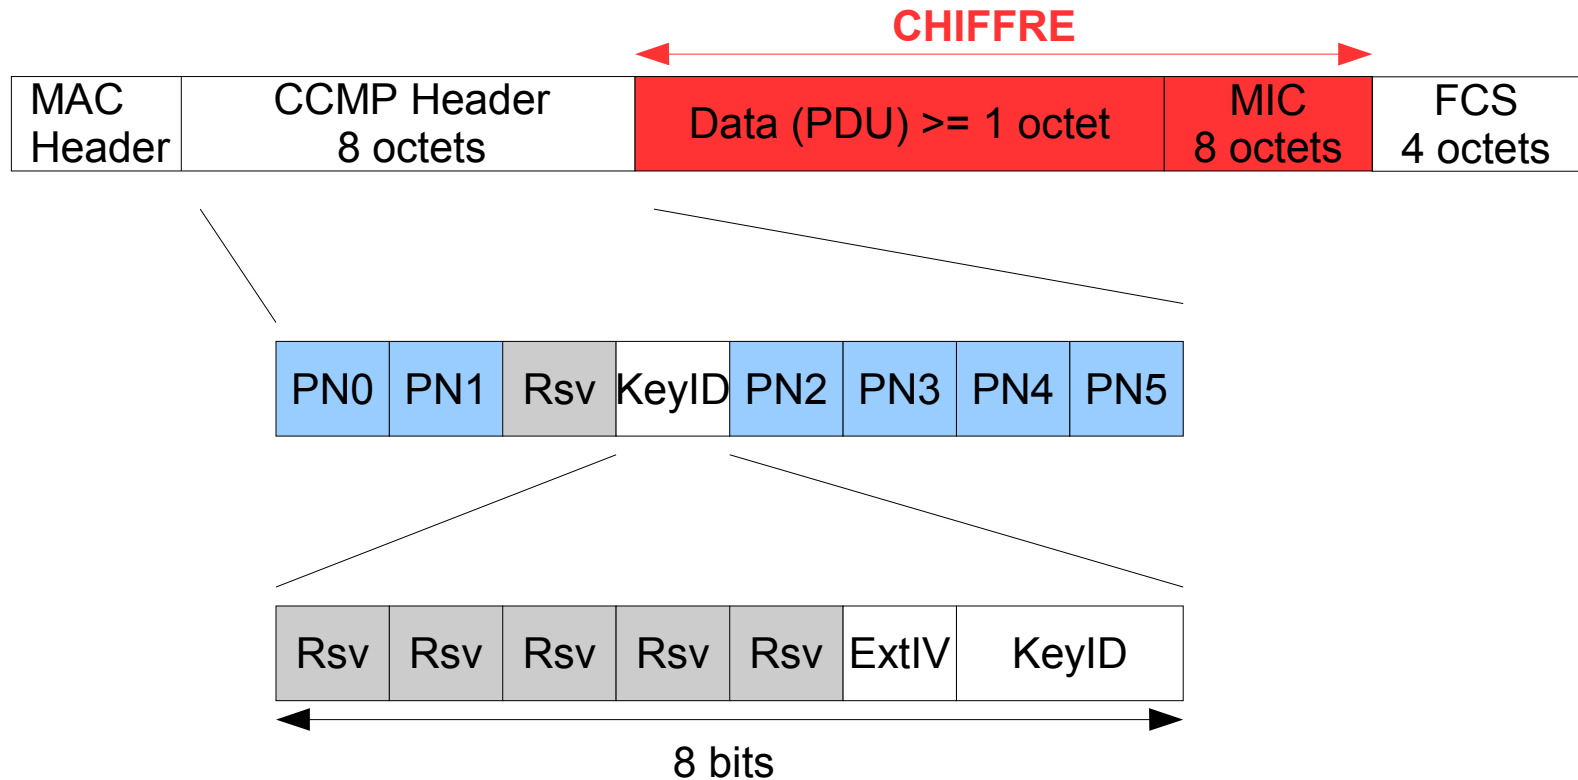 CHIFFRE
MAC Header
CCMP Header
8 octets
Data (PDU) >= 1 octet
MIC
8 octets
FCS
4 octets
PN0 PN1 Rsv KeyID PN2 PN3 PN4 PN5
Rsv Rsv Rsv Rsv Rsv ExtIV KeyID
8 bits